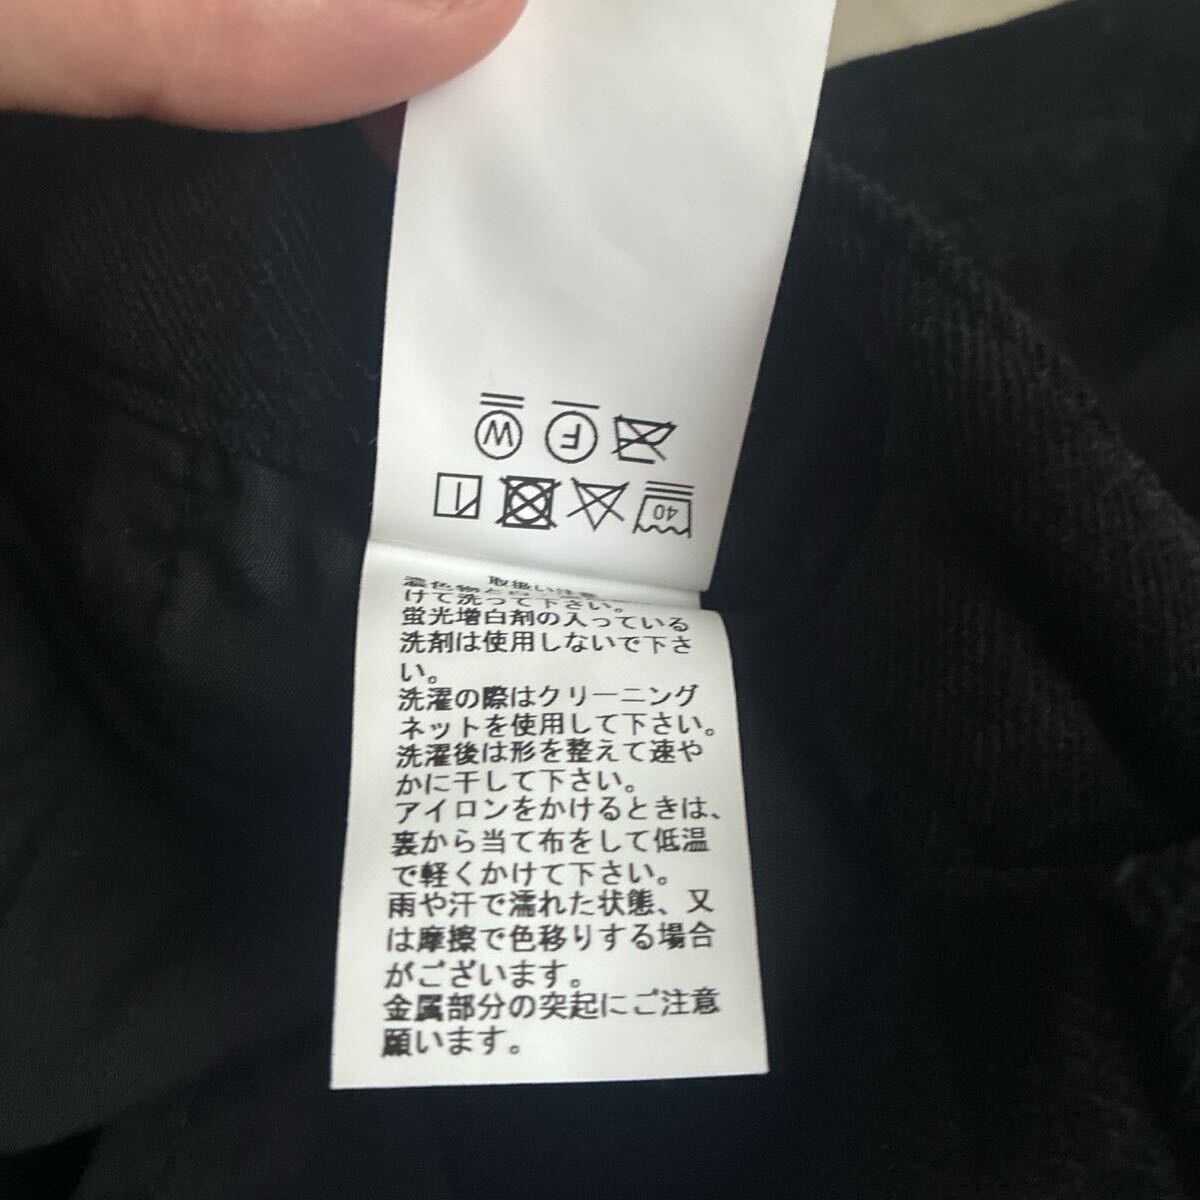 W F
40
取扱い注意
濃色物と白
けて洗って下さい。
蛍光増白剤の入っている
洗剤は使用しないで下さ
い。
洗濯の際はクリーニング
ネットを使用して下さい。
洗濯後は形を整えて速や
かに干して下さい。
アイロンをかけるときは、
裏から当て布をして低温
で軽くかけて下さい。
雨や汗で濡れた状態、又
は摩擦で色移りする場合
がございます。
金属部分の突起にご注意
願います。